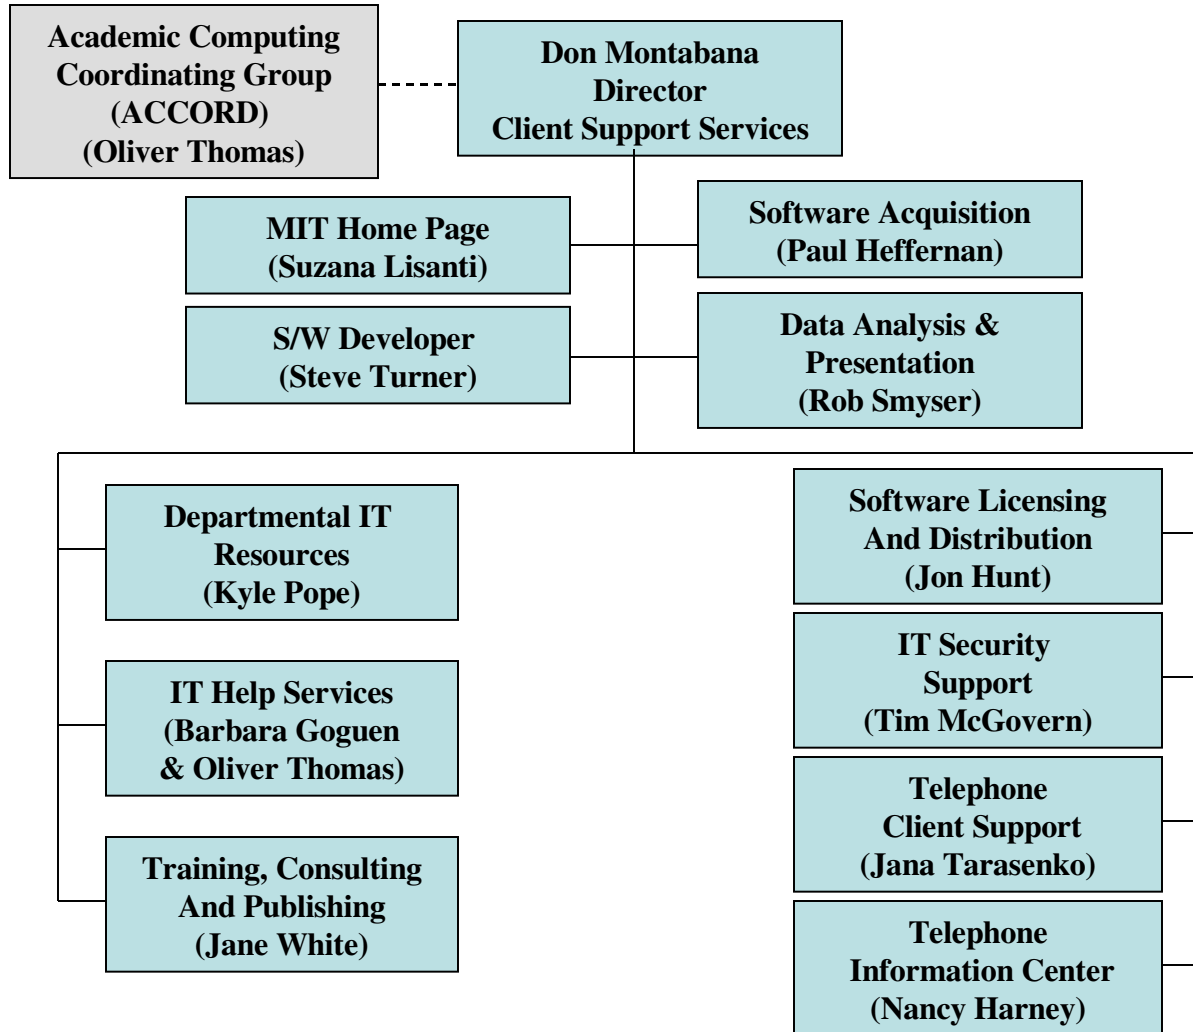 Academic Computing
Coordinating Group
(ACCORD)
(Oliver Thomas)
Don Montabana
Director
Client Support Services
MIT Home Page
(Suzana Lisanti)
Software Acquisition
(Paul Heffernan)
S/W Developer
(Steve Turner)
Data Analysis &
Presentation
(Rob Smyser)
Departmental IT
Resources
(Kyle Pope)
IT Help Services
(Barbara Goguen
& Oliver Thomas)
Training, Consulting
And Publishing
(Jane White)
Software Licensing
And Distribution
(Jon Hunt)
IT Security
Support
(Tim McGovern)
Telephone
Client Support
(Jana Tarasenko)
Telephone
Information Center
(Nancy Harney)